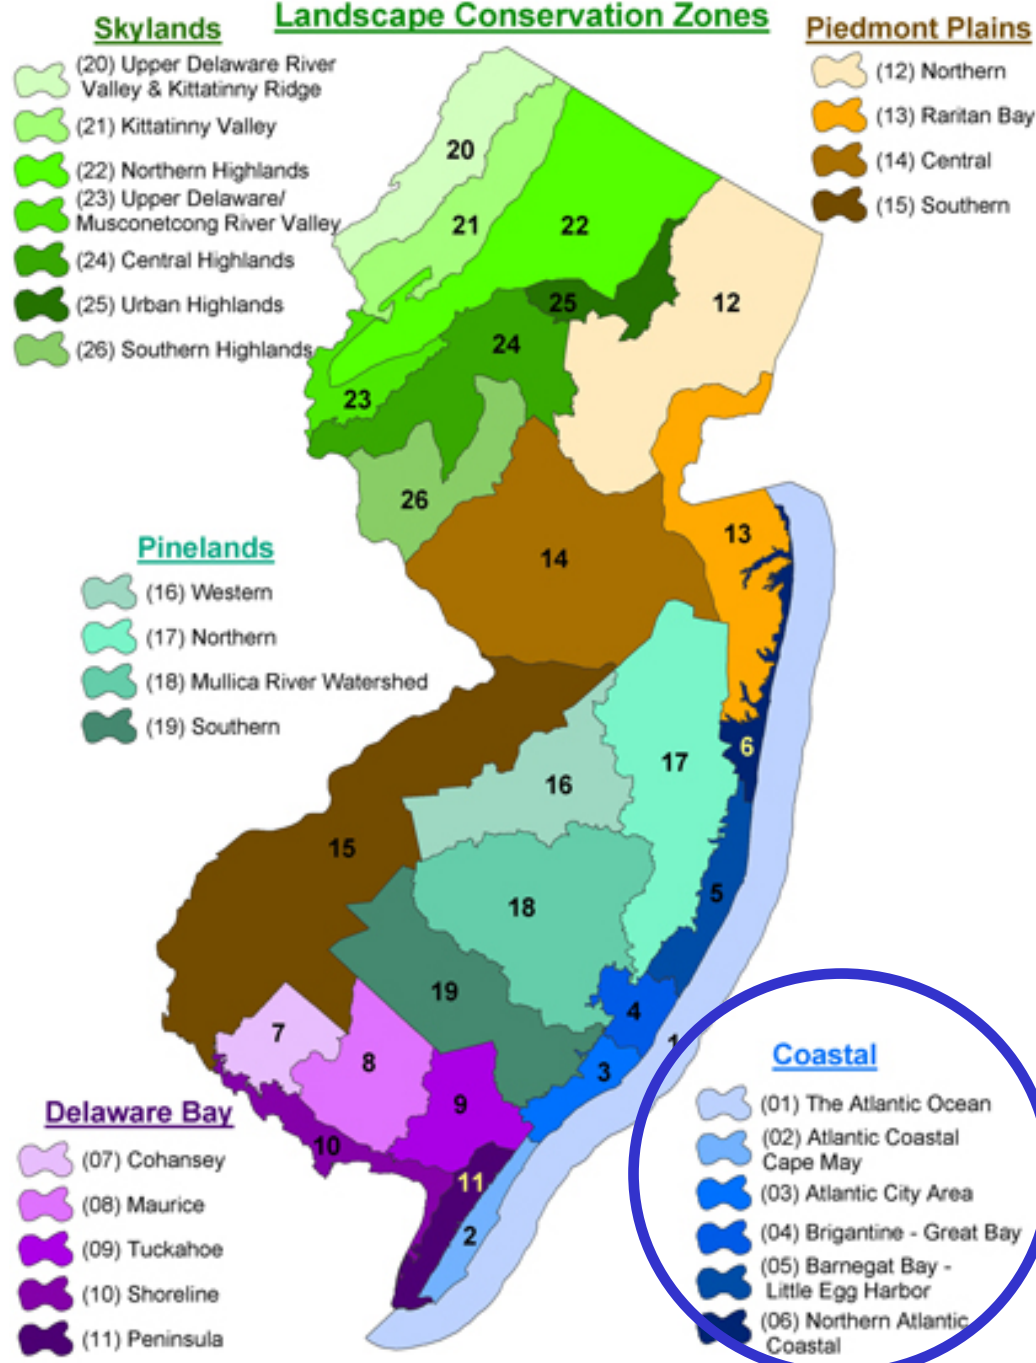 Landscape Conservation Zones
Skylands
(20) Upper Delaware River
Valley & Kittatinny Ridge
(21) Kittatinny Valley
(22) Northern Highlands
(23) Upper Delaware/
Musconetcong River Valley
(24) Central Highlands
(25) Urban Highlands
(26) Southern Highlands
Piedmont Plains
(12) Northern
(13) Raritan Bay
(14) Central
(15) Southern
20
21
22
25
12
24
23
26
13
14
Pinelands
(16) Western
(17) Northern
(18) Mullica River Watershed
(19) Southern
6
17
16
15
5
18
19
4
7
1
8
3
9
10
11
2
Delaware Bay
(07) Cohansey
(08) Maurice
(09) Tuckahoe
(10) Shoreline
(11) Peninsula
Coastal
(01) The Atlantic Ocean
(02) Atlantic Coastal
Cape May
(03) Atlantic City Area
(04) Brigantine - Great Bay
(05) Barnegat Bay -
Little Egg Harbor
(06) Northern Atlantic
Coastal